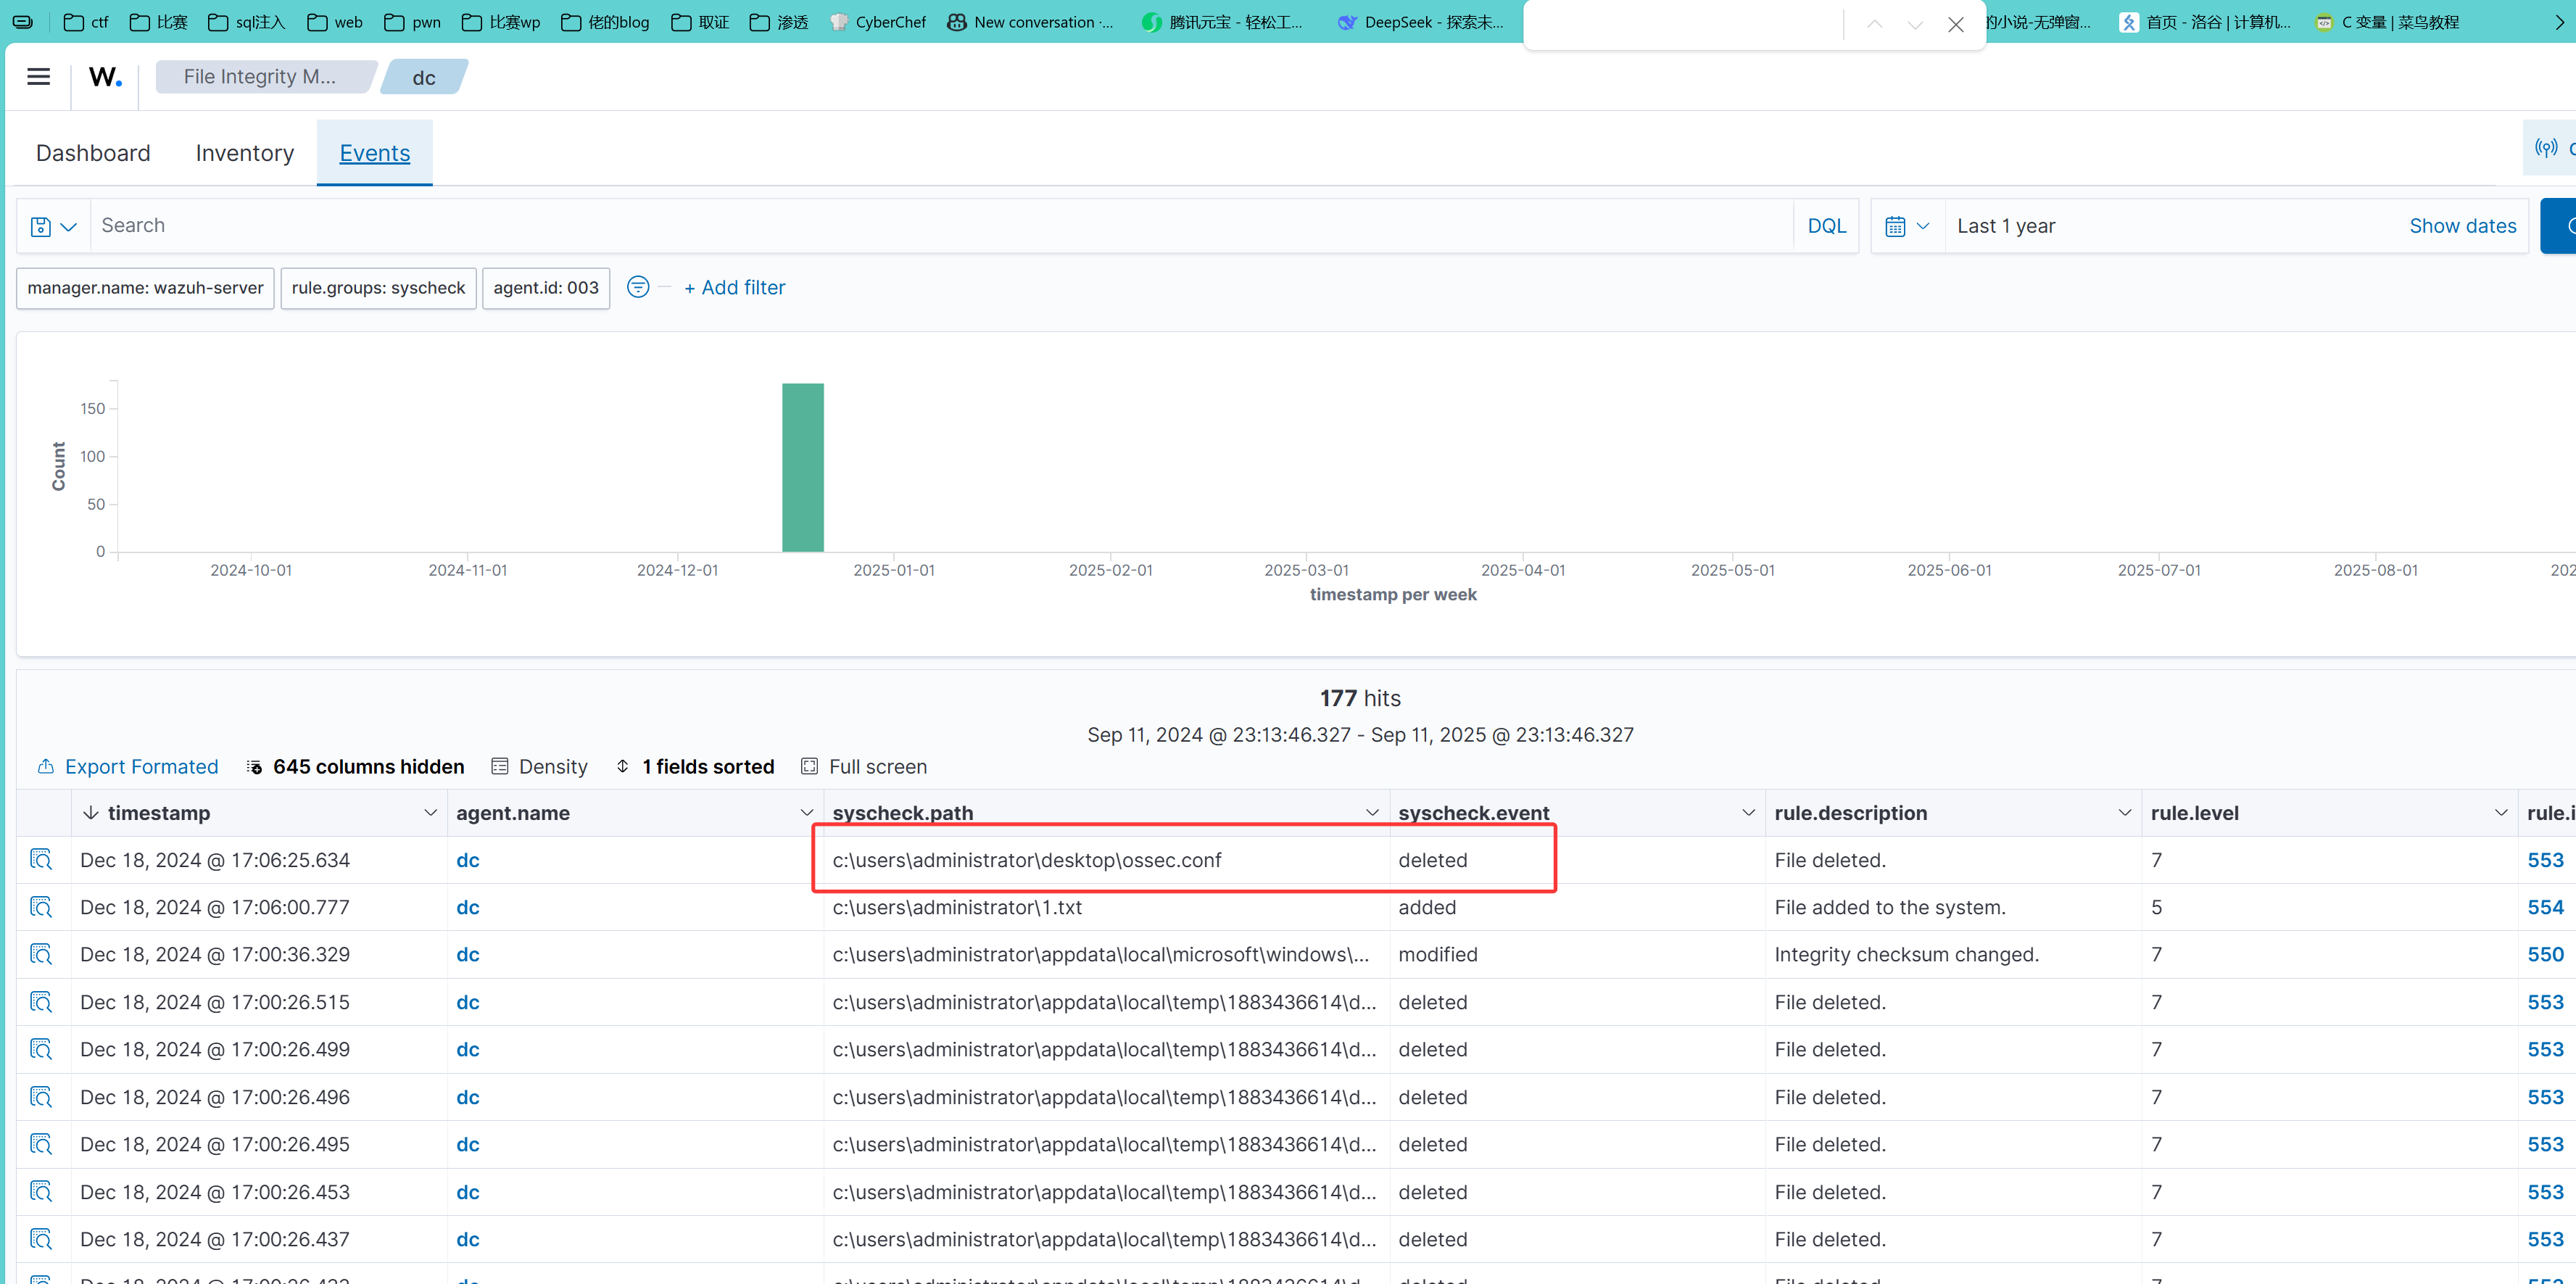 ctf 比赛 sql注入 web pwn 比赛wp 佬的blog 取证 渗透 CyberChef New conversation ·... 腾讯元宝 - 轻松工... DeepSeek - 探索未... 的小说-无弹窗... 首页 - 洛谷 | 计算机... C 变量 | 菜鸟教程
W. File Integrity M... dc
Dashboard Inventory Events
Search DQL Last 1 year Show dates
manager.name: wazuh-server rule.groups: syscheck agent.id: 003 + Add filter
150
100
50
0
Count
2024-10-01 2024-11-01 2024-12-01 2025-01-01 2025-02-01 2025-03-01 2025-04-01 2025-05-01 2025-06-01 2025-07-01 2025-08-01 202
timestamp per week
177 hits
Sep 11, 2024 @ 23:13:46.327 - Sep 11, 2025 @ 23:13:46.327
Export Formated 645 columns hidden Density 1 fields sorted Full screen
timestamp agent.name syscheck.path syscheck.event rule.description rule.level rule.i
Dec 18, 2024 @ 17:06:25.634 dc c:\users\administrator\desktop\ossec.conf deleted File deleted. 7 553
Dec 18, 2024 @ 17:06:00.777 dc c:\users\administrator\1.txt added File added to the system. 5 554
Dec 18, 2024 @ 17:00:36.329 dc c:\users\administrator\appdata\local\microsoft\windows\... modified Integrity checksum changed. 7 550
Dec 18, 2024 @ 17:00:26.515 dc c:\users\administrator\appdata\local\temp\1883436614\d... deleted File deleted. 7 553
Dec 18, 2024 @ 17:00:26.499 dc c:\users\administrator\appdata\local\temp\1883436614\d... deleted File deleted. 7 553
Dec 18, 2024 @ 17:00:26.496 dc c:\users\administrator\appdata\local\temp\1883436614\d... deleted File deleted. 7 553
Dec 18, 2024 @ 17:00:26.495 dc c:\users\administrator\appdata\local\temp\1883436614\d... deleted File deleted. 7 553
Dec 18, 2024 @ 17:00:26.453 dc c:\users\administrator\appdata\local\temp\1883436614\d... deleted File deleted. 7 553
Dec 18, 2024 @ 17:00:26.437 dc c:\users\administrator\appdata\local\temp\1883436614\d... deleted File deleted. 7 553